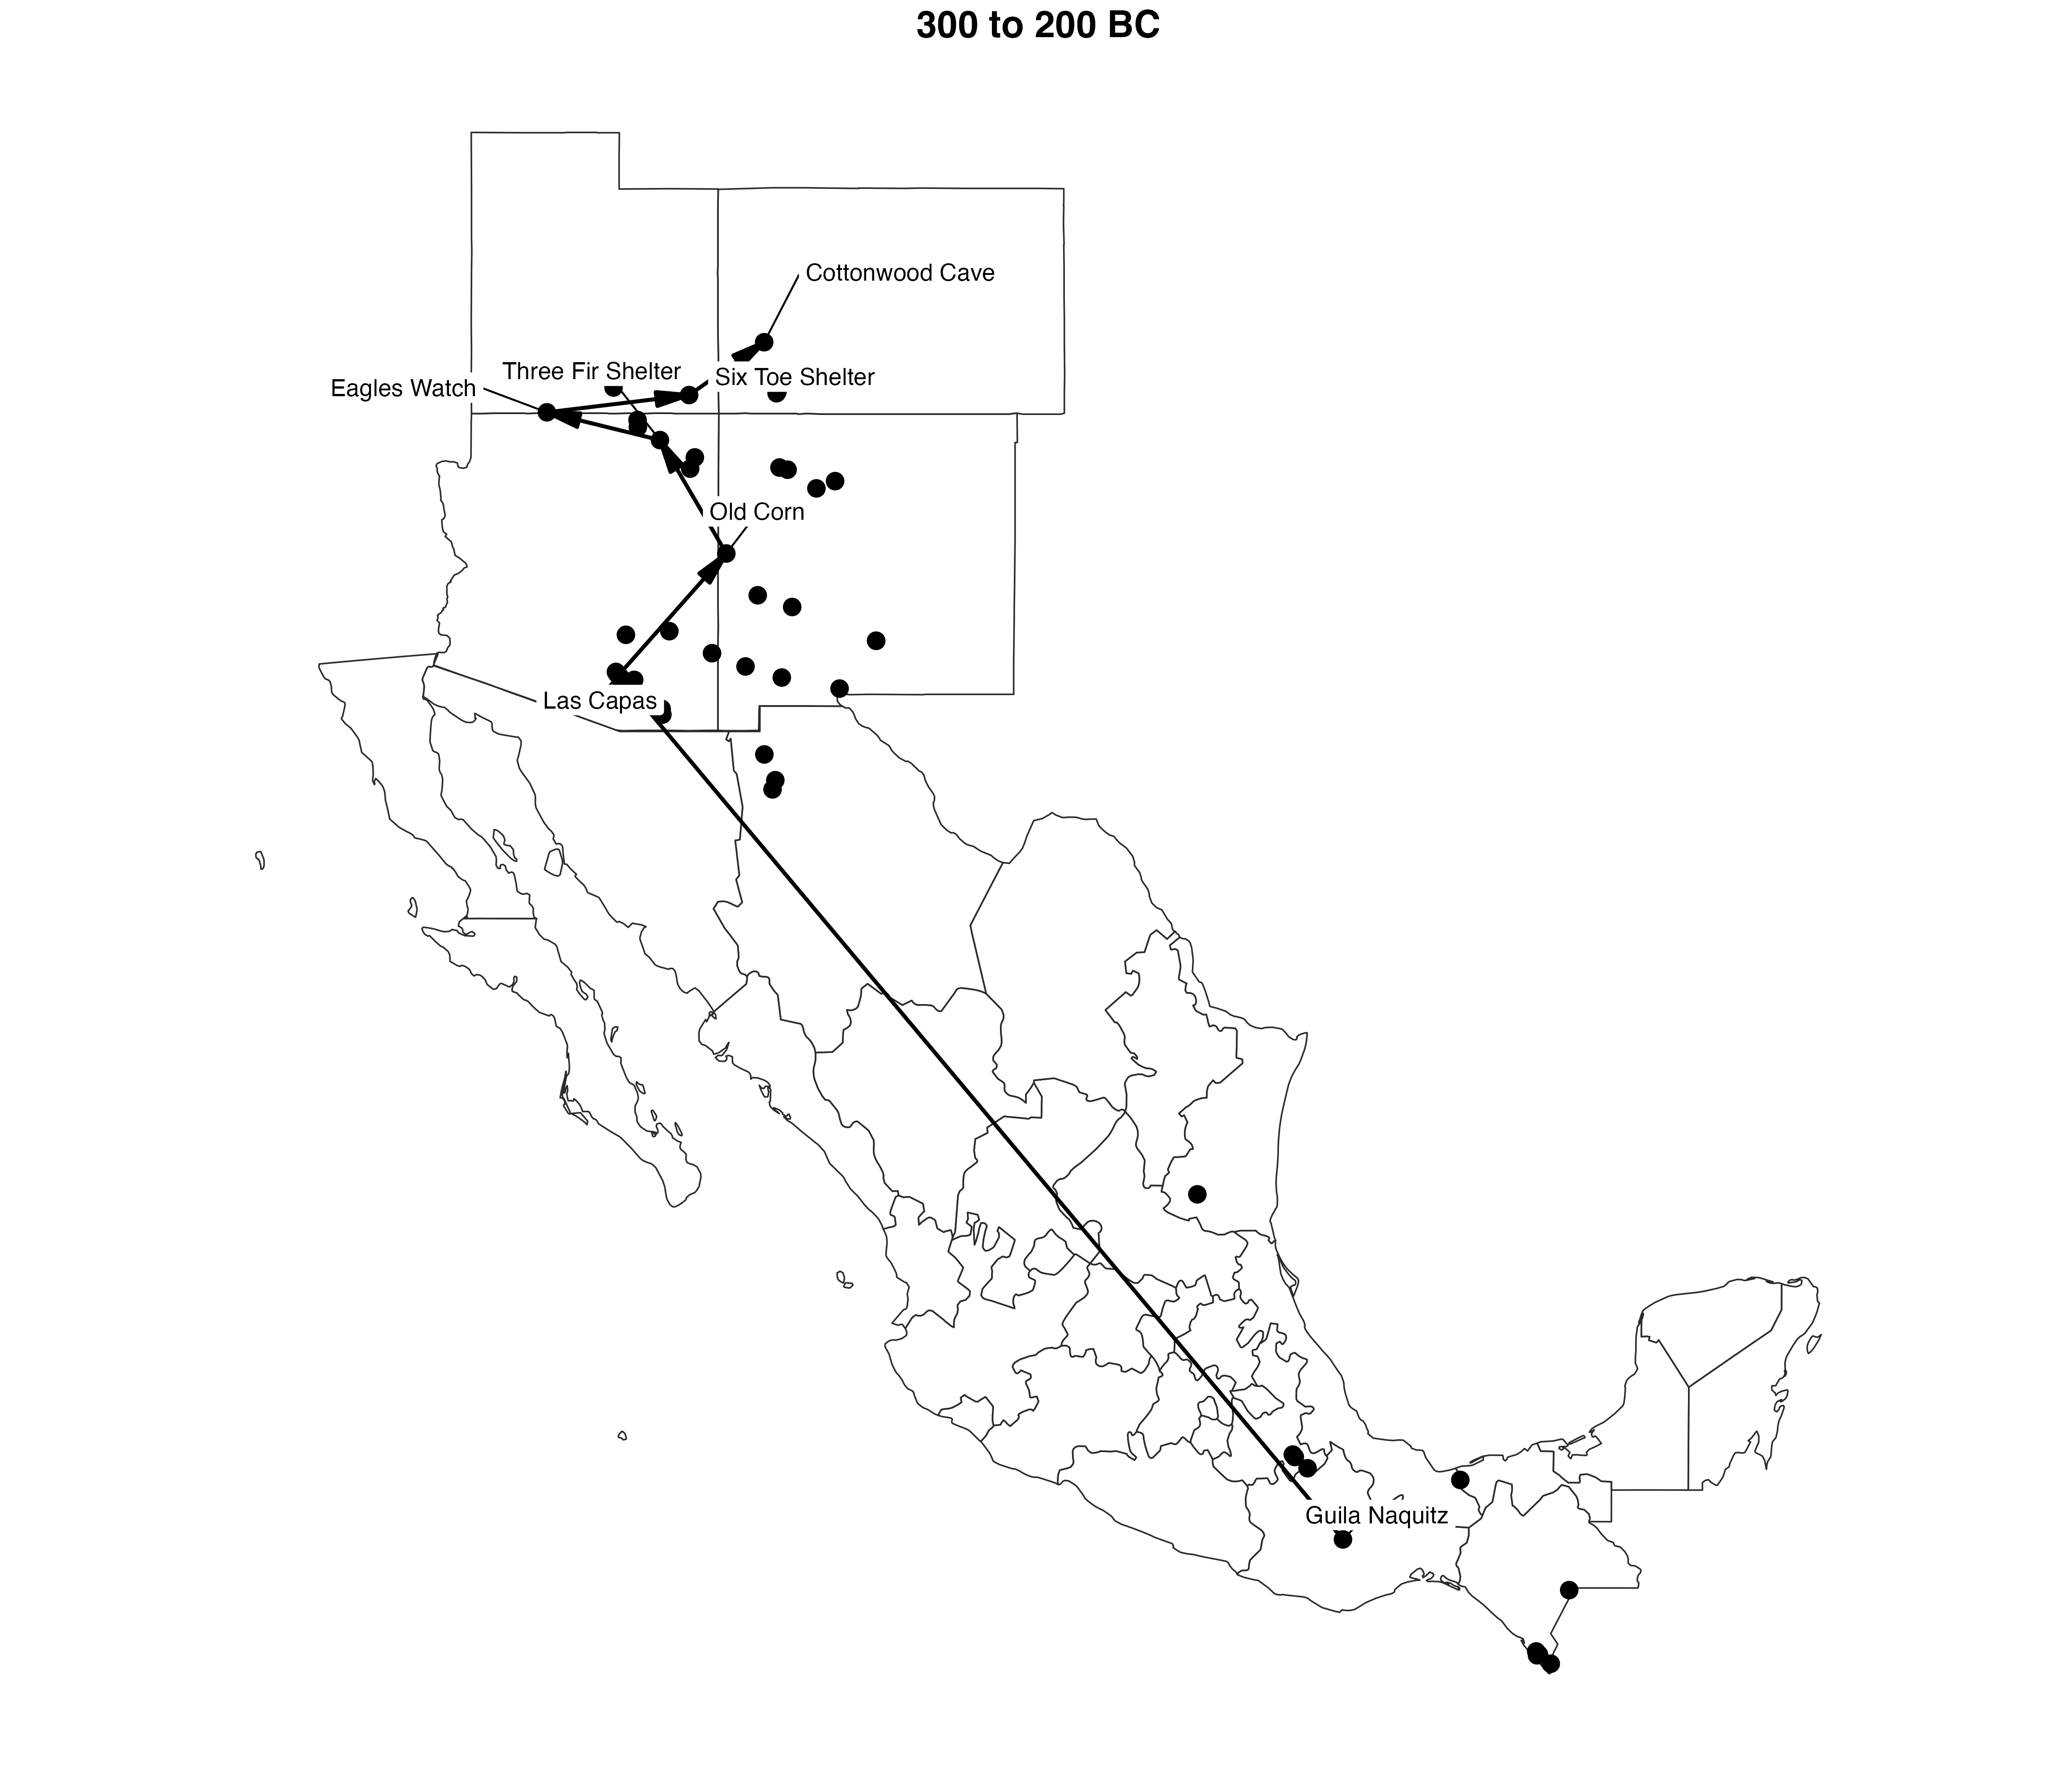 300 to 200 BC
Cottonwood Cave
Three Fir Shelter
Six Toe Shelter
Eagles Watch
Old Corn
Las Capas
Guila Naquitz